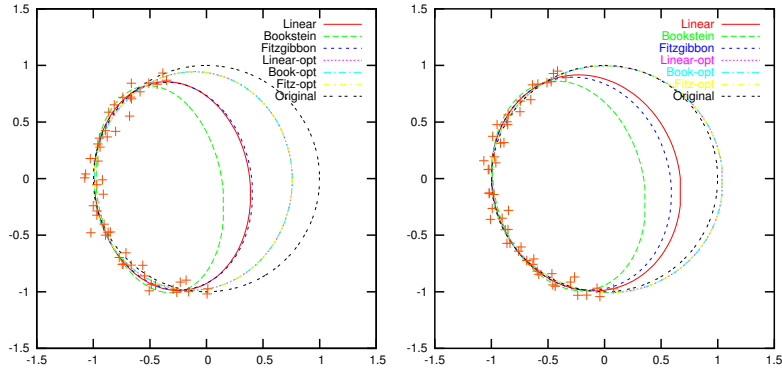 1.5
1
0.5
0
-0.5
-1
-1.5
-1.5 -1 -0.5 0 0.5 1 1.5
Linear
Bookstein
Fitzgibbon
Linear-opt
Book-opt
Fitz-opt
Original
1.5
1
0.5
0
-0.5
-1
-1.5
-1.5 -1 -0.5 0 0.5 1 1.5
Linear
Bookstein
Fitzgibbon
Linear-opt
Book-opt
Fitz-opt
Original